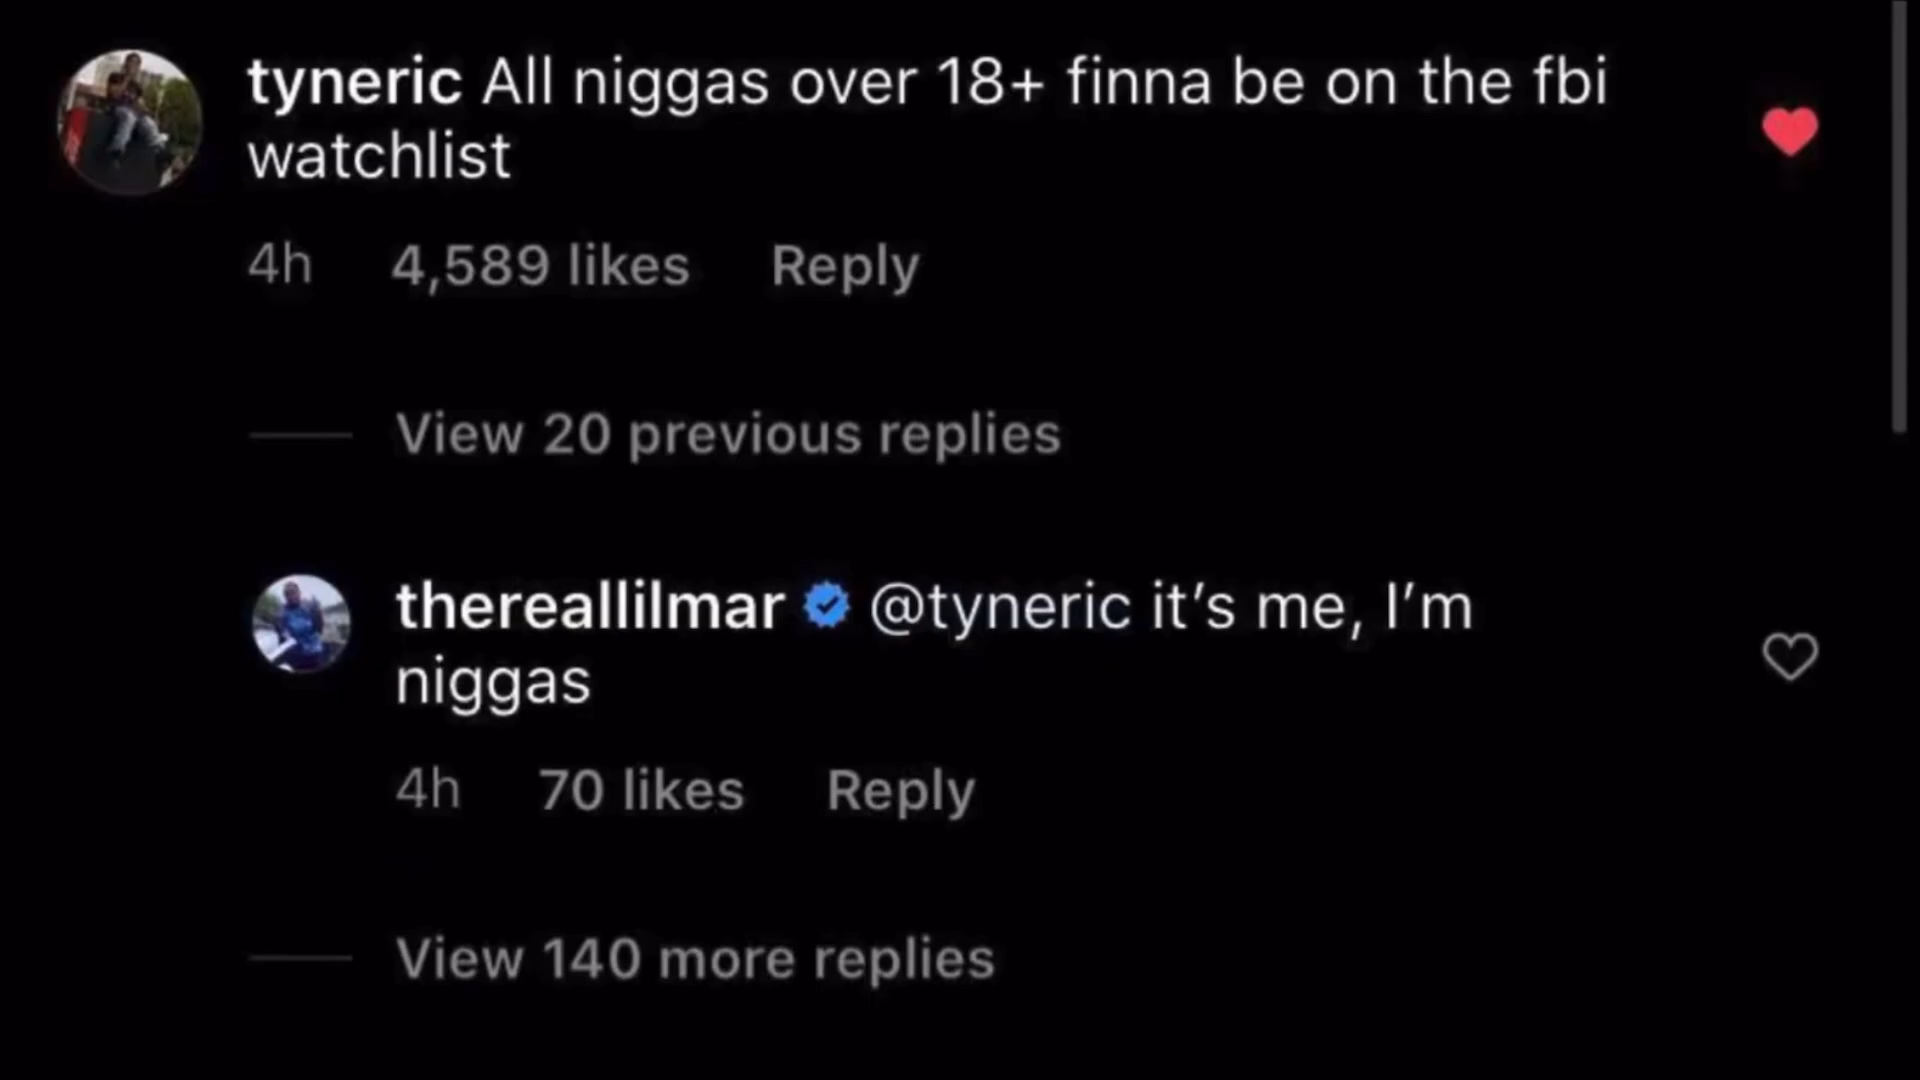 tyneric All niggas over 18+ finna be on the fbi
watchlist
4h 4,589 likes Reply
View 20 previous replies
thereallilmar @tyneric it’s me, I’m
niggas
4h 70 likes Reply
View 140 more replies